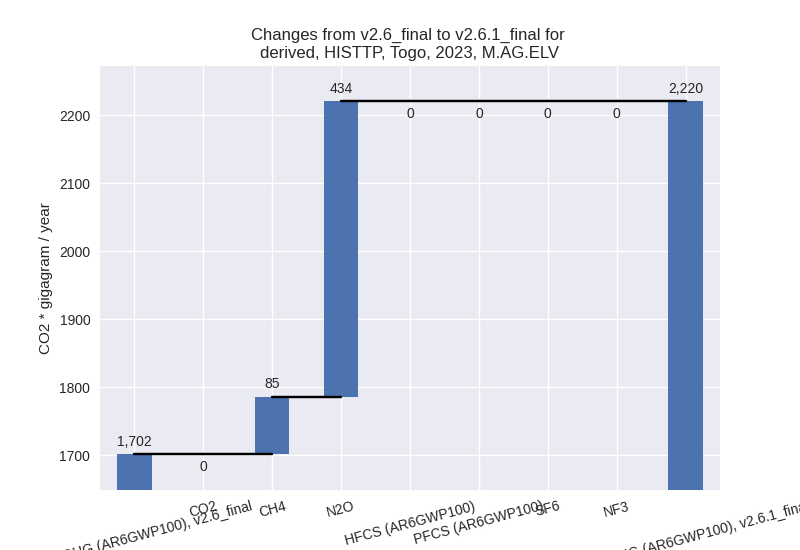 Changes from v2.6_final to v2.6.1_final for
derived, HISTTP, Togo, 2023, M.AG.ELV
CO2 * gigagram / year
2200
2100
2000
1900
1800
1700
1,702
0
85
434
0
0
0
0
2,220
(AR6GWP100), v2.6_final
CO2
CH4
N2O
HFCS (AR6GWP100)
PFCS (AR6GWP100)
SF6
NF3
(AR6GWP100), v2.6.1_final